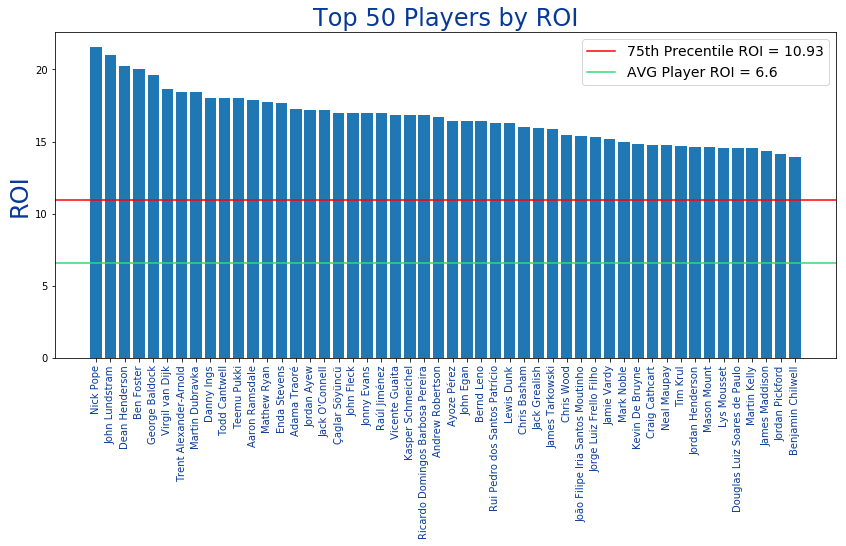 Top 50 Players by ROI
75th Precentile ROI = 10.93
AVG Player ROI = 6.6
ROI
20
15
10
5
0
Nick Pope
John Lundstram
Dean Henderson
Ben Foster
George Baldock
Virgil van Dijk
Trent Alexander-Arnold
Martin Dubravka
Danny Ings
Todd Cantwell
Teemu Pukki
Aaron Ramsdale
Mathew Ryan
Enda Stevens
Adama Traoré
Jordan Ayew
Jack O'Connell
Çaglar Söyüncü
John Fleck
Jonny Evans
Raúl Jiménez
Vicente Guaita
Kasper Schmeichel
Ricardo Domingos Barbosa Pereira
Andrew Robertson
Ayoze Pérez
John Egan
Bernd Leno
Rui Pedro dos Santos Patrício
Lewis Dunk
Chris Basham
Jack Grealish
James Tarkowski
Chris Wood
João Filipe Iria Santos Moutinho
Jorge Luiz Frello Filho
Jamie Vardy
Mark Noble
Kevin De Bruyne
Craig Cathcart
Neal Maupay
Tim Krul
Jordan Henderson
Mason Mount
Lys Mousset
Douglas Luiz Soares de Paulo
Martin Kelly
James Maddison
Jordan Pickford
Benjamin Chilwell